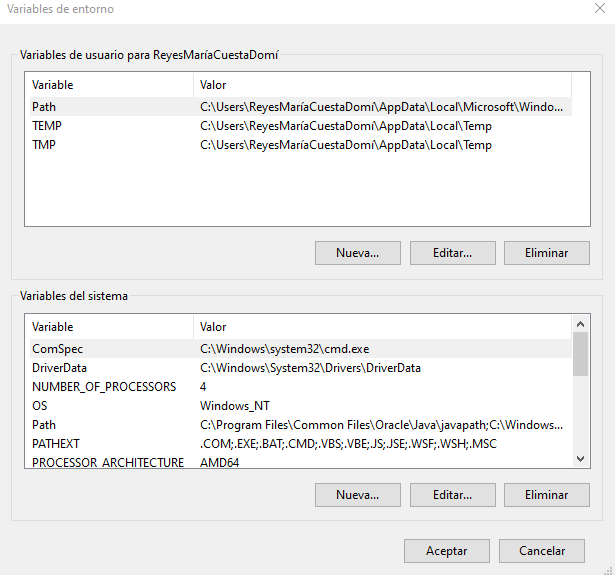 Variables de entorno
Variables de usuario para ReyesMaríaCuestaDomí
Variable Valor
Path C:\Users\ReyesMaríaCuestaDomí\AppData\Local\Microsoft\Windo...
TEMP C:\Users\ReyesMaríaCuestaDomí\AppData\Local\Temp
TMP C:\Users\ReyesMaríaCuestaDomí\AppData\Local\Temp
Nueva... Editar... Eliminar
Variables del sistema
Variable Valor
ComSpec C:\Windows\system32\cmd.exe
DriverData C:\Windows\System32\Drivers\DriverData
NUMBER_OF_PROCESSORS 4
OS Windows_NT
Path C:\Program Files\Common Files\Oracle\Java\javapath;C:\Windows...
PATHEXT .COM;.EXE;.BAT;.CMD;.VBS;.VBE;.JS;.JSE;.WSF;.WSH;.MSC
PROCESSOR_ARCHITECTURE AMD64
Nueva... Editar... Eliminar
Aceptar Cancelar